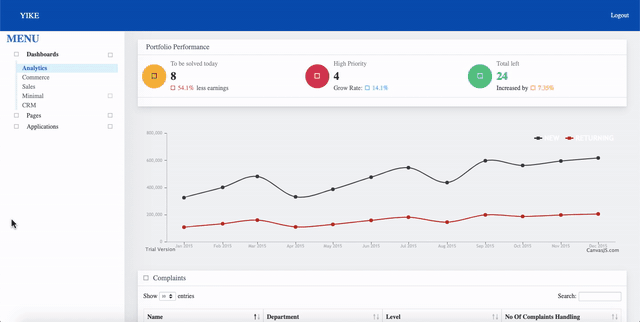 YIKE
Logout
MENU
Dashboards
Analytics
Commerce
Sales
Minimal
CRM
Pages
Applications
Portfolio Performance
To be solved today
8
54.1% less earnings
High Priority
4
Grow Rate: 14.1%
Total left
24
Increased by 7.35%
800,000
600,000
400,000
200,000
0
Jan 2015 Feb 2015 Mar 2015 Apr 2015 May 2015 Jun 2015 Jul 2015 Aug 2015 Sep 2015 Oct 2015 Nov 2015 Dec 2015
Trial Version
CanvasJS.com
Complaints
Show entries
Search:
Name Department Level No Of Complaints Handling